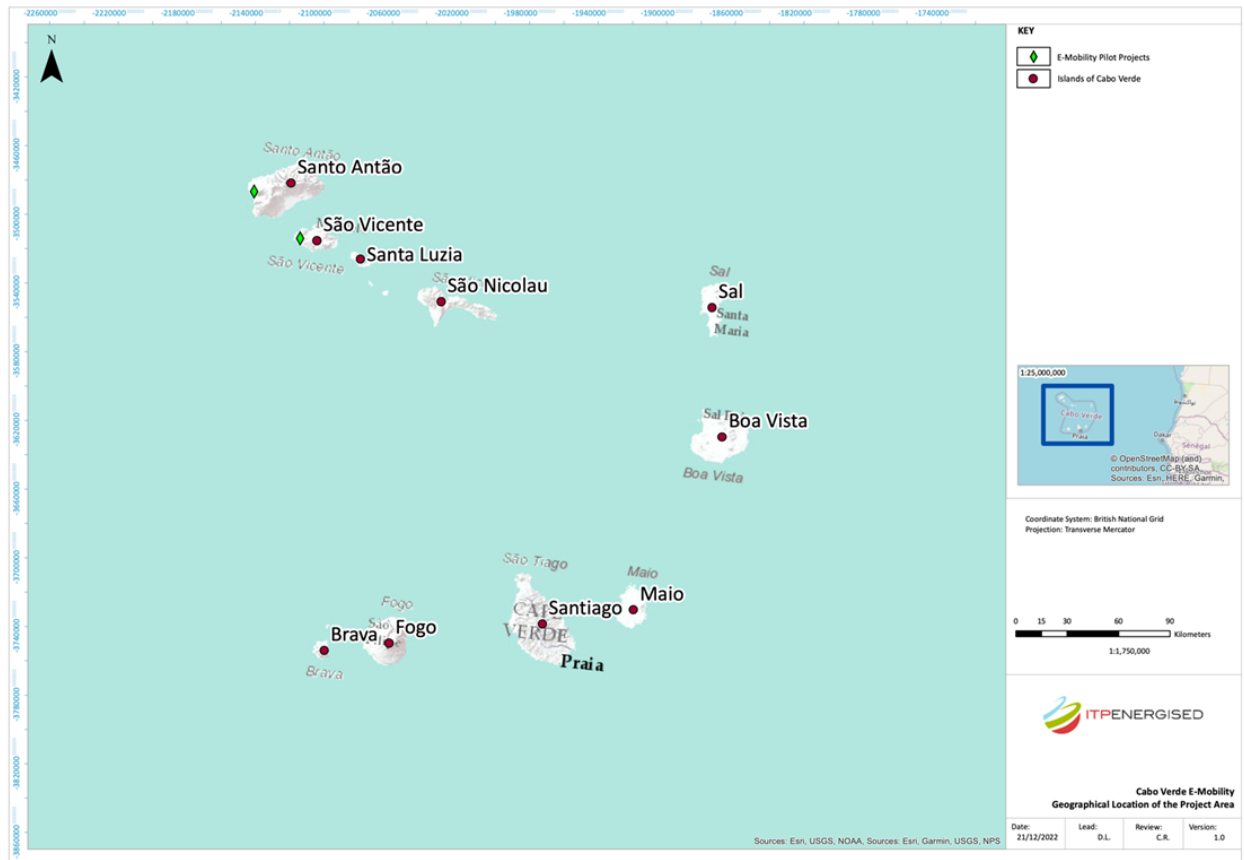 -2260000 -2220000 -2180000 -2140000 -2100000 -2060000 -2020000 -1980000 -1940000 -1900000 -1860000 -1820000 -1780000 -1740000
-3420000
-3460000
-3500000
-3540000
-3580000
-3620000
-3660000
-3700000
-3740000
-3780000
-3820000
-3860000
N
Santo Antão
Santo Antão
São Vicente
São Vicente
Santa Luzia
São Nicolau
Sal
Sal
Santa
Maria
Boa Vista
Boa Vista
São Tiago
Santiago
CAPE
VERDE
Praia
Maio
Maio
Fogo
Fogo
Brava
Brava
Sources: Esri, USGS, NOAA, Sources: Esri, Garmin, USGS, NPS
KEY
E-Mobility Pilot Projects
Islands of Cabo Verde
1:25,000,000
Cabo Verde
Praia
Dakar
Sénégal
© OpenStreetMap (and)
contributors, CC-BY-SA,
Sources: Esri, HERE, Garmin,
Coordinate System: British National Grid
Projection: Transverse Mercator
0 15 30 60 90
Kilometers
1:1,750,000
ITPENERGISED
Cabo Verde E-Mobility
Geographical Location of the Project Area
Date: Lead: Review: Version:
21/12/2022 D.L. C.R. 1.0